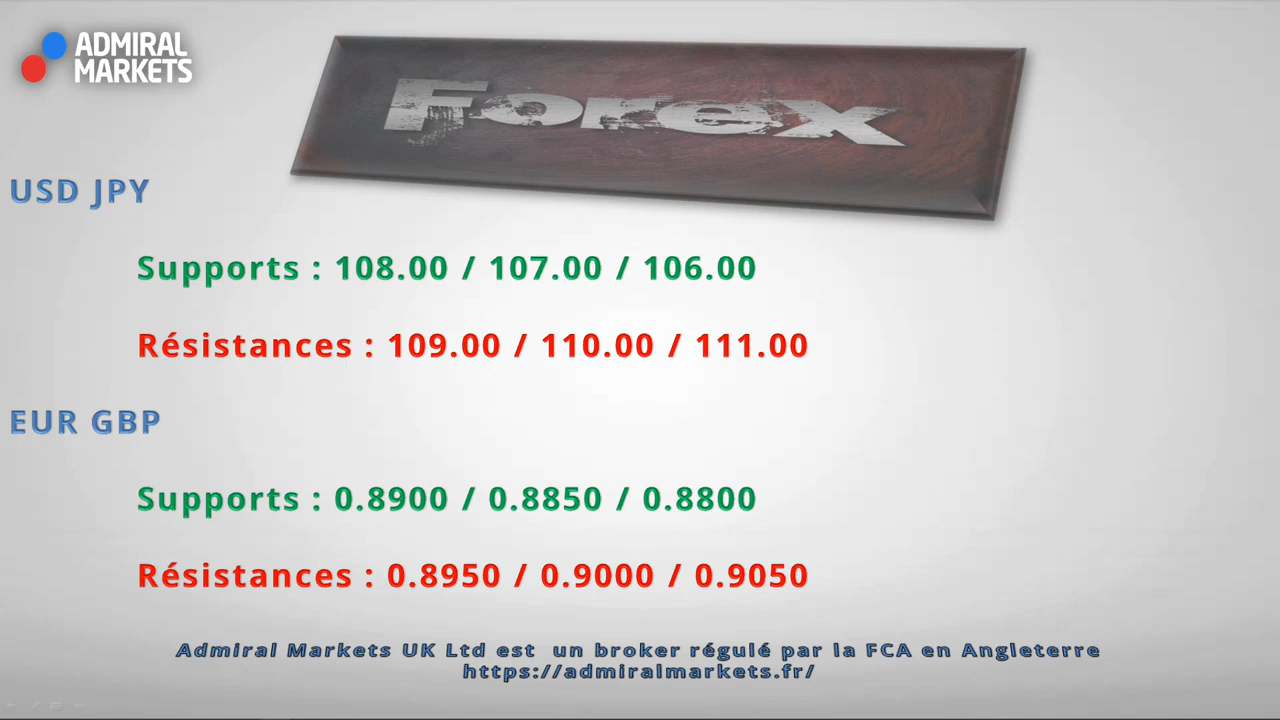 ADMIRAL
MARKETS
Forex
USD JPY
Supports : 108.00 / 107.00 / 106.00
Résistances : 109.00 / 110.00 / 111.00
EUR GBP
Supports : 0.8900 / 0.8850 / 0.8800
Résistances : 0.8950 / 0.9000 / 0.9050
Admiral Markets UK Ltd est un broker régulé par la FCA en Angleterre
https://admiralmarkets.fr/